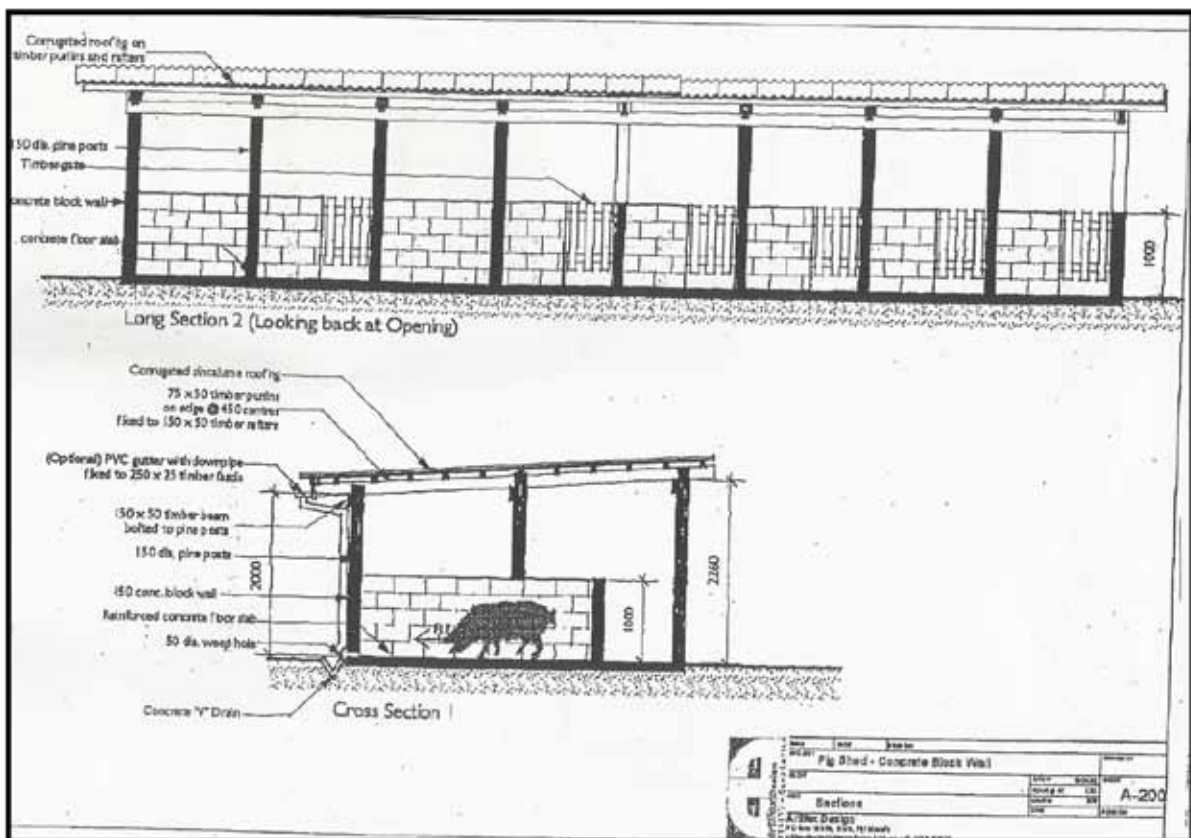 Corrugated roofing on
timber purlins and rafters
150 dia. pine posts
Timber gate
concrete block wall
concrete floor slab
1000
Long Section 2 (Looking back at Opening)
Corrugated zincalume roofing
75 x 50 timber purlins
on edge @ 450 centres
fixed to 150 x 50 timber rafters
(Optional) PVC gutter with downpipe
fixed to 250 x 25 timber facia
150 x 50 timber beam
bolted to pine posts
150 dia. pine posts
150 conc. block wall
Reinforced concrete floor slab
50 dia. weep hole
Concrete "V" Drain
2000
Fall
1000
2260
Cross Section 1
Pig Shed - Concrete Block Wall
Sections
A-200
Design